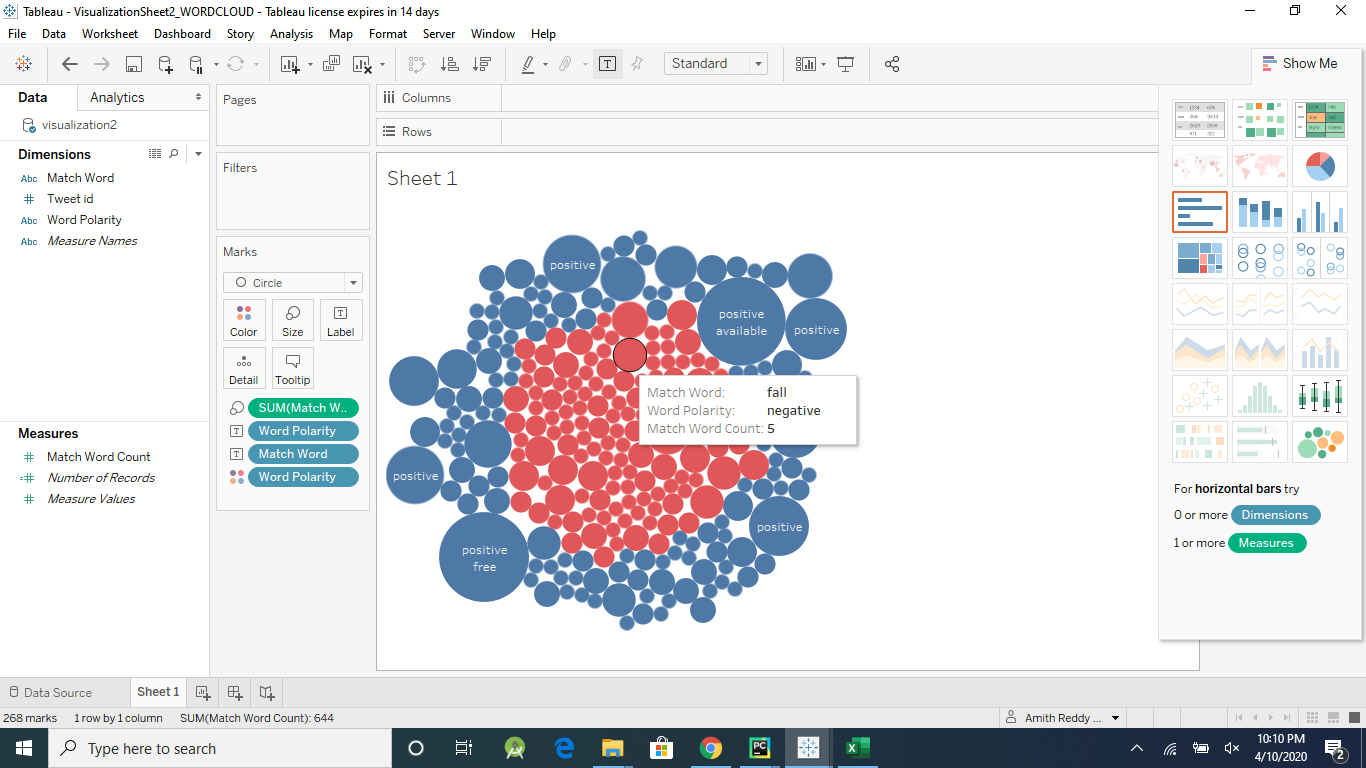 Tableau - VisualizationSheet2_WORDCLOUD - Tableau license expires in 14 days
File Data Worksheet Dashboard Story Analysis Map Format Server Window Help
Standard
Show Me
Data Analytics
visualization2
Dimensions
Abc Match Word
Tweet id
Abc Word Polarity
Abc Measure Names
Measures
Match Word Count
Number of Records
Measure Values
Pages
Filters
Marks
Circle
Color Size Label
Detail Tooltip
SUM(Match W..
Word Polarity
Match Word
Word Polarity
Columns
Rows
Sheet 1
positive
positive
available
positive
Match Word: fall
Word Polarity: negative
Match Word Count: 5
positive
positive
positive
free
For horizontal bars try
0 or more Dimensions
1 or more Measures
Data Source Sheet 1
268 marks 1 row by 1 column SUM(Match Word Count): 644
Amith Reddy ...
Type here to search
10:10 PM
4/10/2020
2